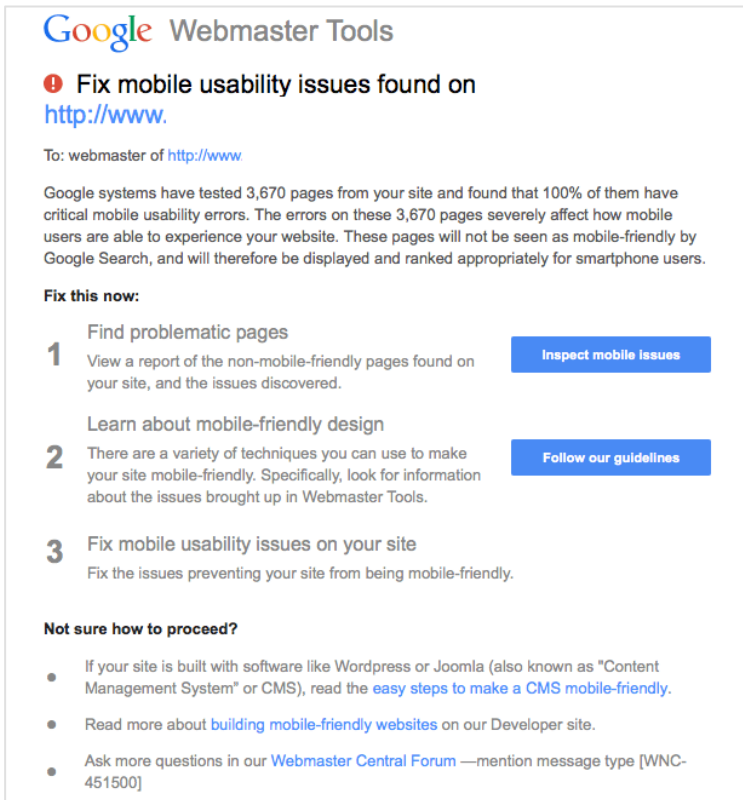 Google Webmaster Tools
Fix mobile usability issues found on
http://www.
To: webmaster of http://www.
Google systems have tested 3,670 pages from your site and found that 100% of them have
critical mobile usability errors. The errors on these 3,670 pages severely affect how mobile
users are able to experience your website. These pages will not be seen as mobile-friendly by
Google Search, and will therefore be displayed and ranked appropriately for smartphone users.
Fix this now:
1
Find problematic pages
View a report of the non-mobile-friendly pages found on
your site, and the issues discovered.
Inspect mobile issues
2
Learn about mobile-friendly design
There are a variety of techniques you can use to make
your site mobile-friendly. Specifically, look for information
about the issues brought up in Webmaster Tools.
Follow our guidelines
3
Fix mobile usability issues on your site
Fix the issues preventing your site from being mobile-friendly.
Not sure how to proceed?
• If your site is built with software like Wordpress or Joomla (also known as "Content
Management System" or CMS), read the easy steps to make a CMS mobile-friendly.
• Read more about building mobile-friendly websites on our Developer site.
• Ask more questions in our Webmaster Central Forum —mention message type [WNC-
451500]